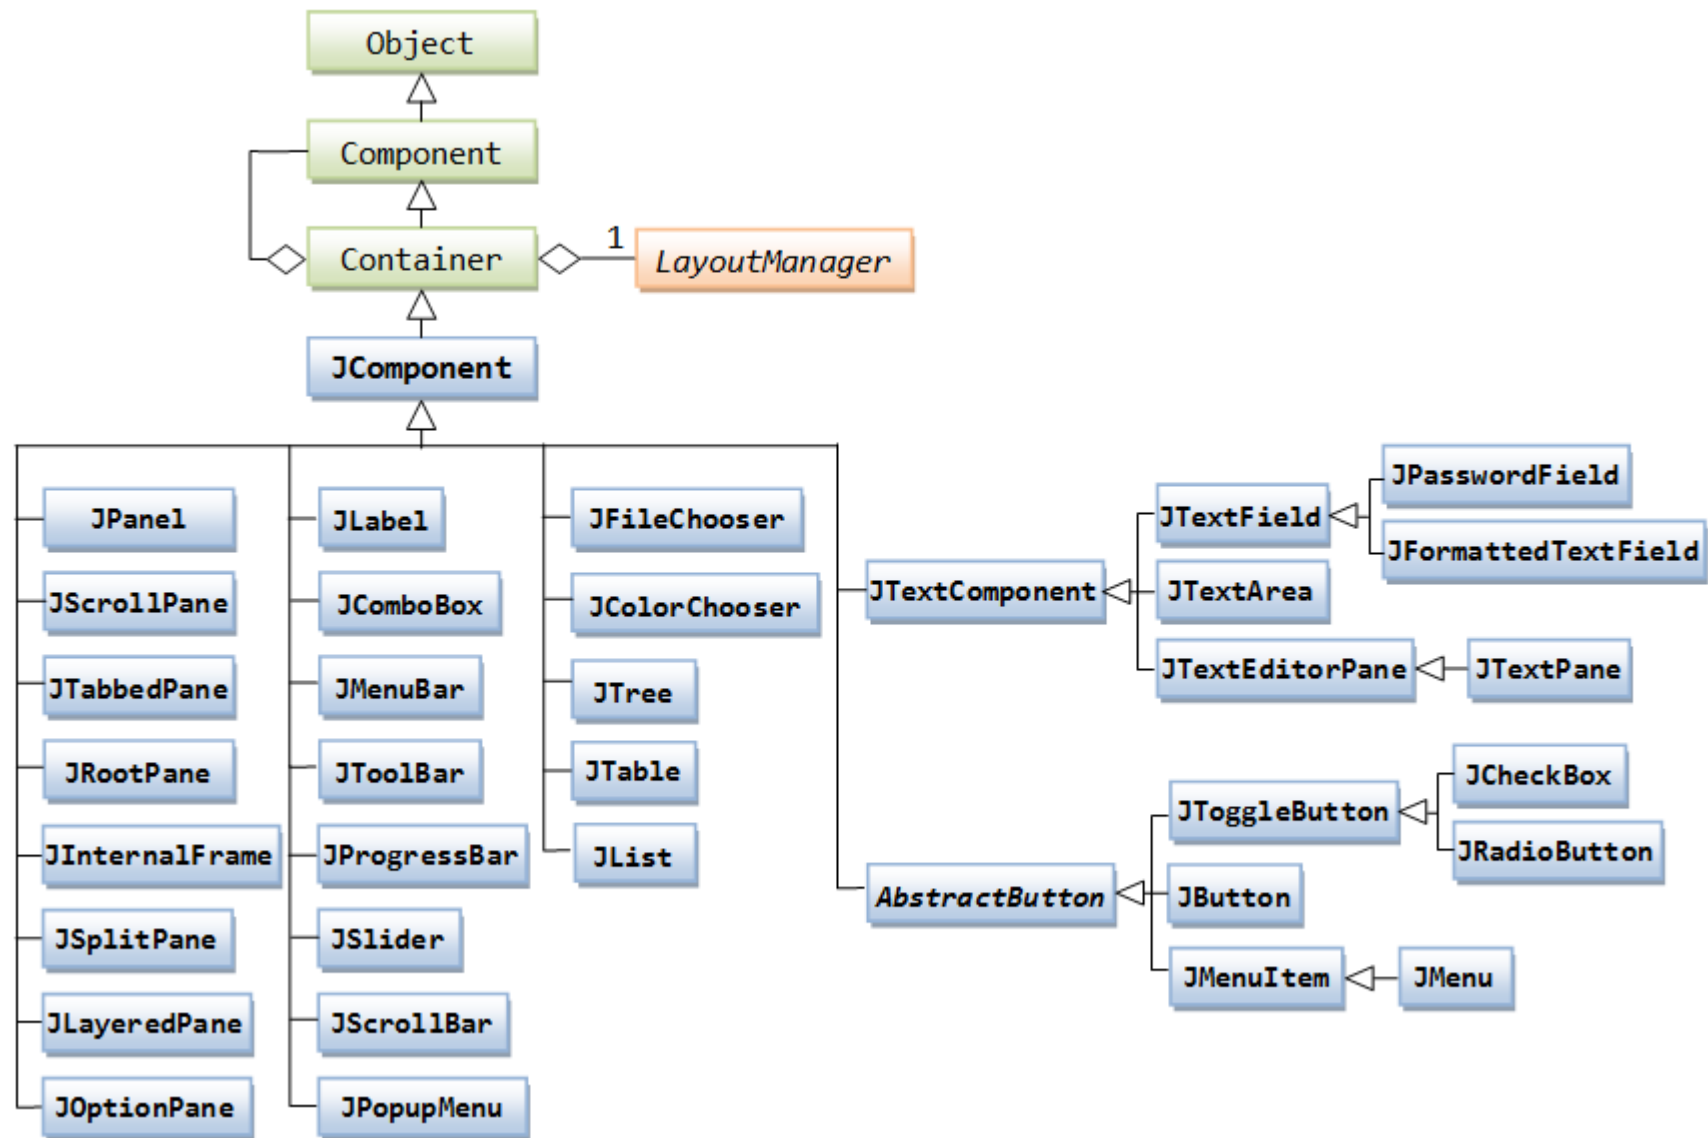 Object
Component
Container
1
LayoutManager
JComponent
JPanel
JScrollPane
JTabbedPane
JRootPane
JInternalFrame
JSplitPane
JLayeredPane
JOptionPane
JLabel
JComboBox
JMenuBar
JToolBar
JProgressBar
JSlider
JScrollBar
JPopupMenu
JFileChooser
JColorChooser
JTree
JTable
JList
JTextComponent
JTextField
JPasswordField
JFormattedTextField
JTextArea
JTextEditorPane
JTextPane
AbstractButton
JToggleButton
JCheckBox
JRadioButton
JButton
JMenuItem
JMenu